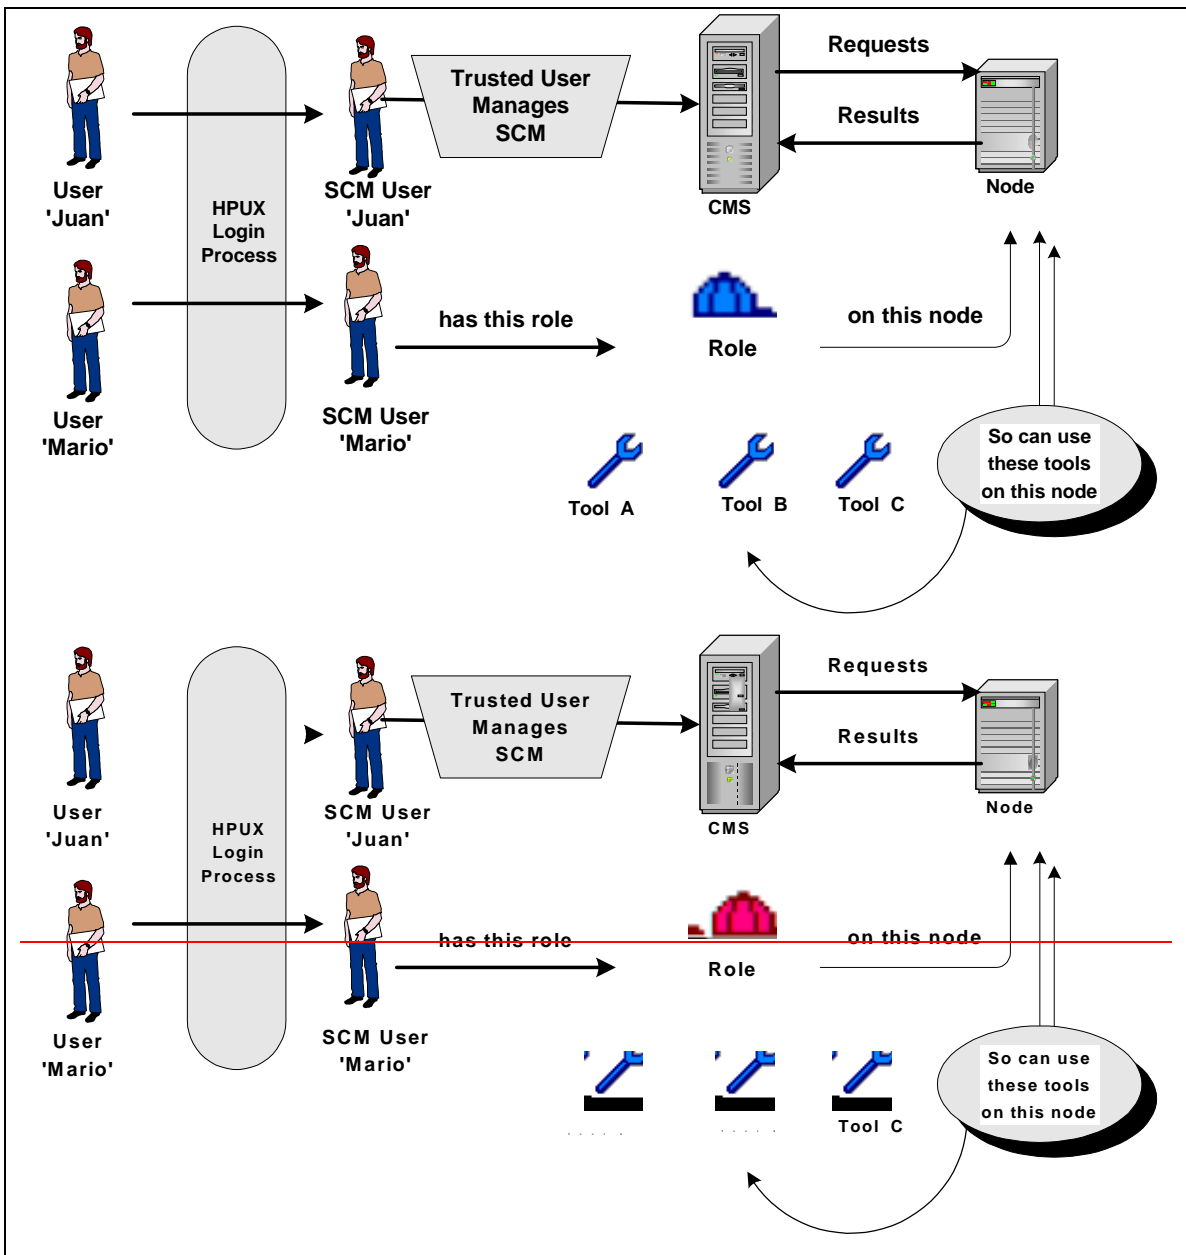 Requests
Trusted User
Manages
SCM
Results
User
'Juan'
SCM User
'Juan'
CMS
Node
HPUX
Login
Process
has this role
on this node
Role
User
'Mario'
SCM User
'Mario'
So can use
these tools
on this node
Tool A
Tool B
Tool C
Requests
Trusted User
Manages
SCM
Results
User
'Juan'
SCM User
'Juan'
CMS
Node
HPUX
Login
Process
has this role
on this node
Role
User
'Mario'
SCM User
'Mario'
So can use
these tools
on this node
Tool C